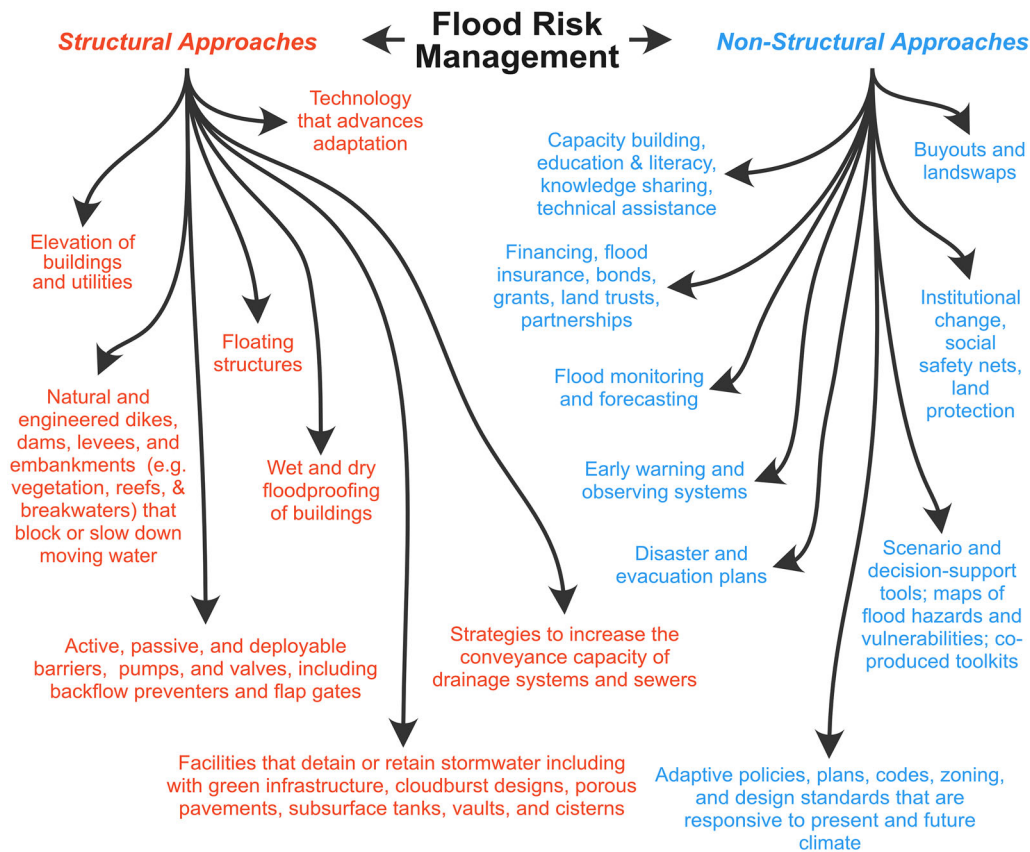 Flood Risk
Management
Structural Approaches
Technology
that advances
adaptation
Elevation of
buildings
and utilities
Floating
structures
Natural and
engineered dikes,
dams, levees, and
embankments (e.g.
vegetation, reefs, &
breakwaters) that
block or slow down
moving water
Wet and dry
floodproofing
of buildings
Active, passive, and deployable
barriers, pumps, and valves, including
backflow preventers and flap gates
Strategies to increase the
conveyance capacity of
drainage systems and sewers
Facilities that detain or retain stormwater including
with green infrastructure, cloudburst designs, porous
pavements, subsurface tanks, vaults, and cisterns
Non-Structural Approaches
Capacity building,
education & literacy,
knowledge sharing,
technical assistance
Buyouts and
landswaps
Financing, flood
insurance, bonds,
grants, land trusts,
partnerships
Institutional
change,
social
safety nets,
land
protection
Flood monitoring
and forecasting
Early warning and
observing systems
Disaster and
evacuation plans
Scenario and
decision-support
tools; maps of
flood hazards and
vulnerabilities; co-
produced toolkits
Adaptive policies, plans, codes, zoning,
and design standards that are
responsive to present and future
climate